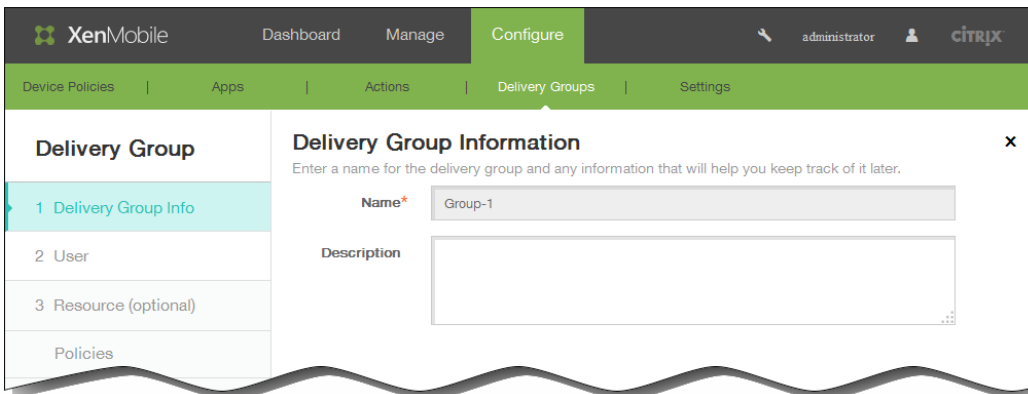 XenMobile Dashboard Manage Configure administrator CİTRIX
Device Policies | Apps | Actions | Delivery Groups | Settings
Delivery Group
1 Delivery Group Info
2 User
3 Resource (optional)
Policies
Delivery Group Information
Enter a name for the delivery group and any information that will help you keep track of it later.
Name* Group-1
Description